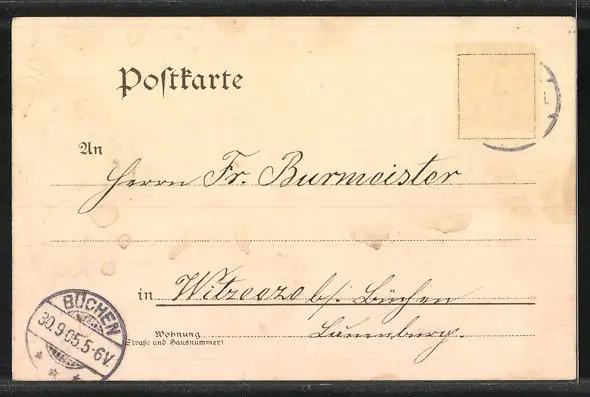 Postkarte
An
Herrn Fr. Burmeister
in Witzeeze b/. Büchen
Wohnung
(Straße und Hausnummer)
Lauenburg.
BÜCHEN
30.9.05.5-6V.